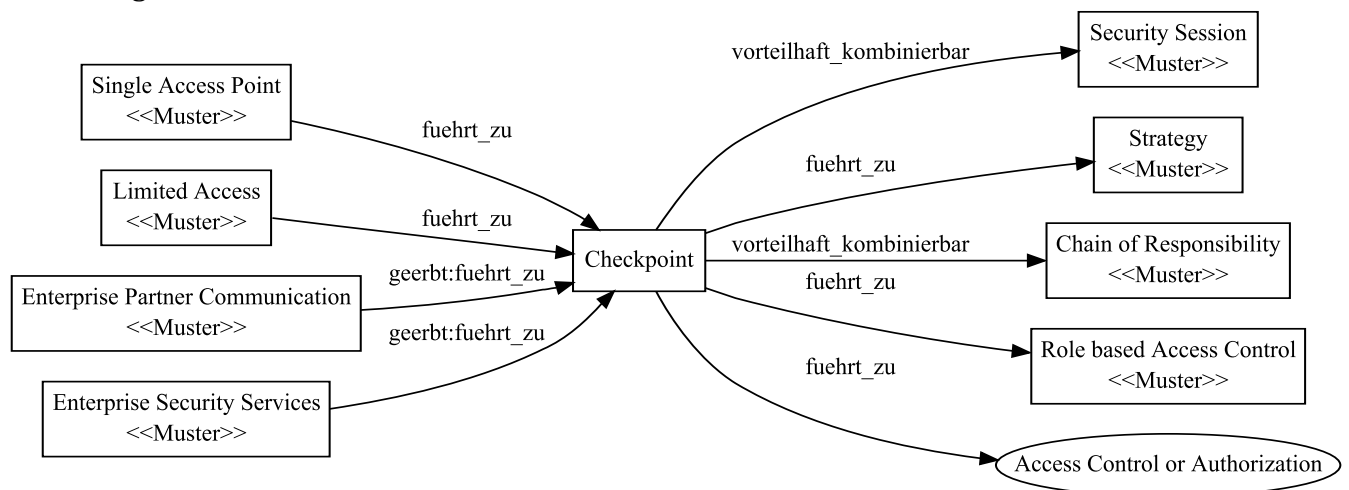 Single Access Point
<<Muster>>
Limited Access
<<Muster>>
Enterprise Partner Communication
<<Muster>>
Enterprise Security Services
<<Muster>>
fuehrt_zu
fuehrt_zu
geerbt:fuehrt_zu
geerbt:fuehrt_zu
Checkpoint
vorteilhaft_kombinierbar
fuehrt_zu
vorteilhaft_kombinierbar
fuehrt_zu
fuehrt_zu
Security Session
<<Muster>>
Strategy
<<Muster>>
Chain of Responsibility
<<Muster>>
Role based Access Control
<<Muster>>
Access Control or Authorization